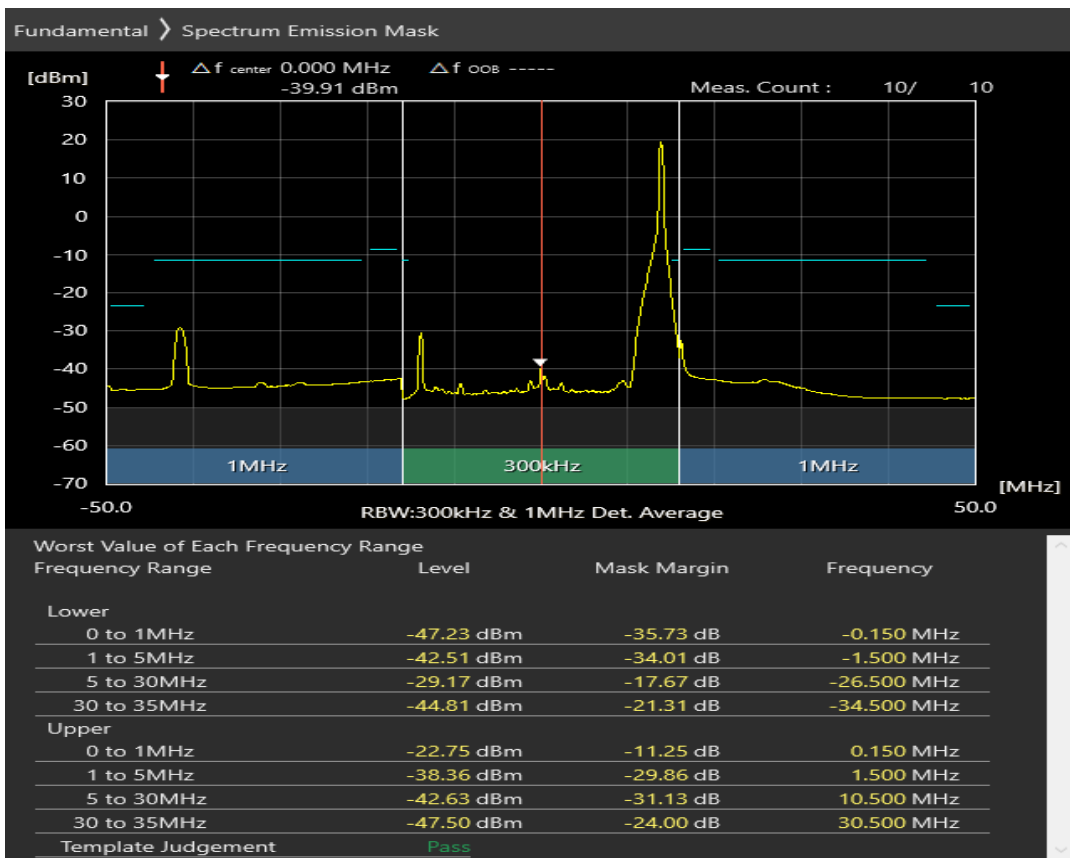 Fundamental 〉 Spectrum Emission Mask
[dBm] △f center 0.000 MHz △f OOB -----
-39.91 dBm Meas. Count : 10/ 10
30
20
10
0
-10
-20
-30
-40
-50
-60
1MHz 300kHz 1MHz
-70 [MHz]
-50.0 RBW:300kHz & 1MHz Det. Average 50.0
Worst Value of Each Frequency Range
Frequency Range Level Mask Margin Frequency
Lower
0 to 1MHz -47.23 dBm -35.73 dB -0.150 MHz
1 to 5MHz -42.51 dBm -34.01 dB -1.500 MHz
5 to 30MHz -29.17 dBm -17.67 dB -26.500 MHz
30 to 35MHz -44.81 dBm -21.31 dB -34.500 MHz
Upper
0 to 1MHz -22.75 dBm -11.25 dB 0.150 MHz
1 to 5MHz -38.36 dBm -29.86 dB 1.500 MHz
5 to 30MHz -42.63 dBm -31.13 dB 10.500 MHz
30 to 35MHz -47.50 dBm -24.00 dB 30.500 MHz
Template Judgement Pass